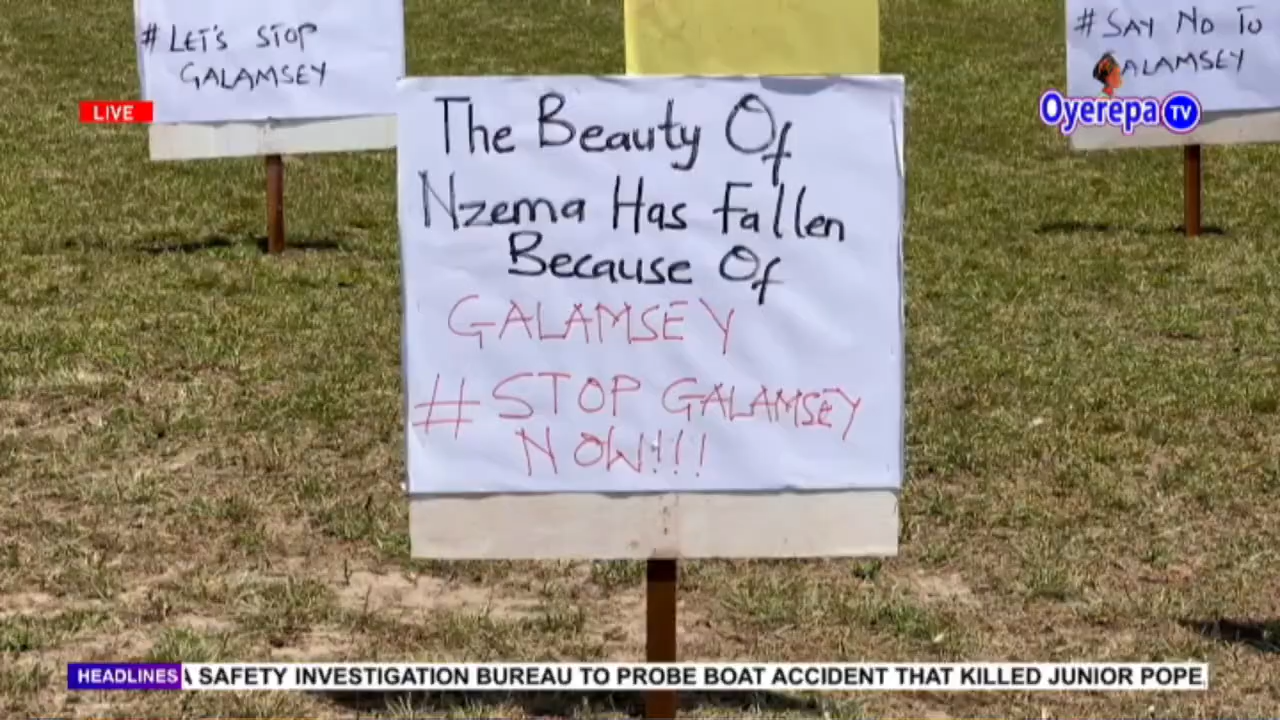 # LET'S STOP
GALAMSEY
# SAY NO TO
GALAMSEY
LIVE
Oyerepa TV
The Beauty Of
Nzema Has Fallen
Because Of
GALAMSEY
# STOP GALAMSEY
NOW!!!
HEADLINES
A SAFETY INVESTIGATION BUREAU TO PROBE BOAT ACCIDENT THAT KILLED JUNIOR POPE